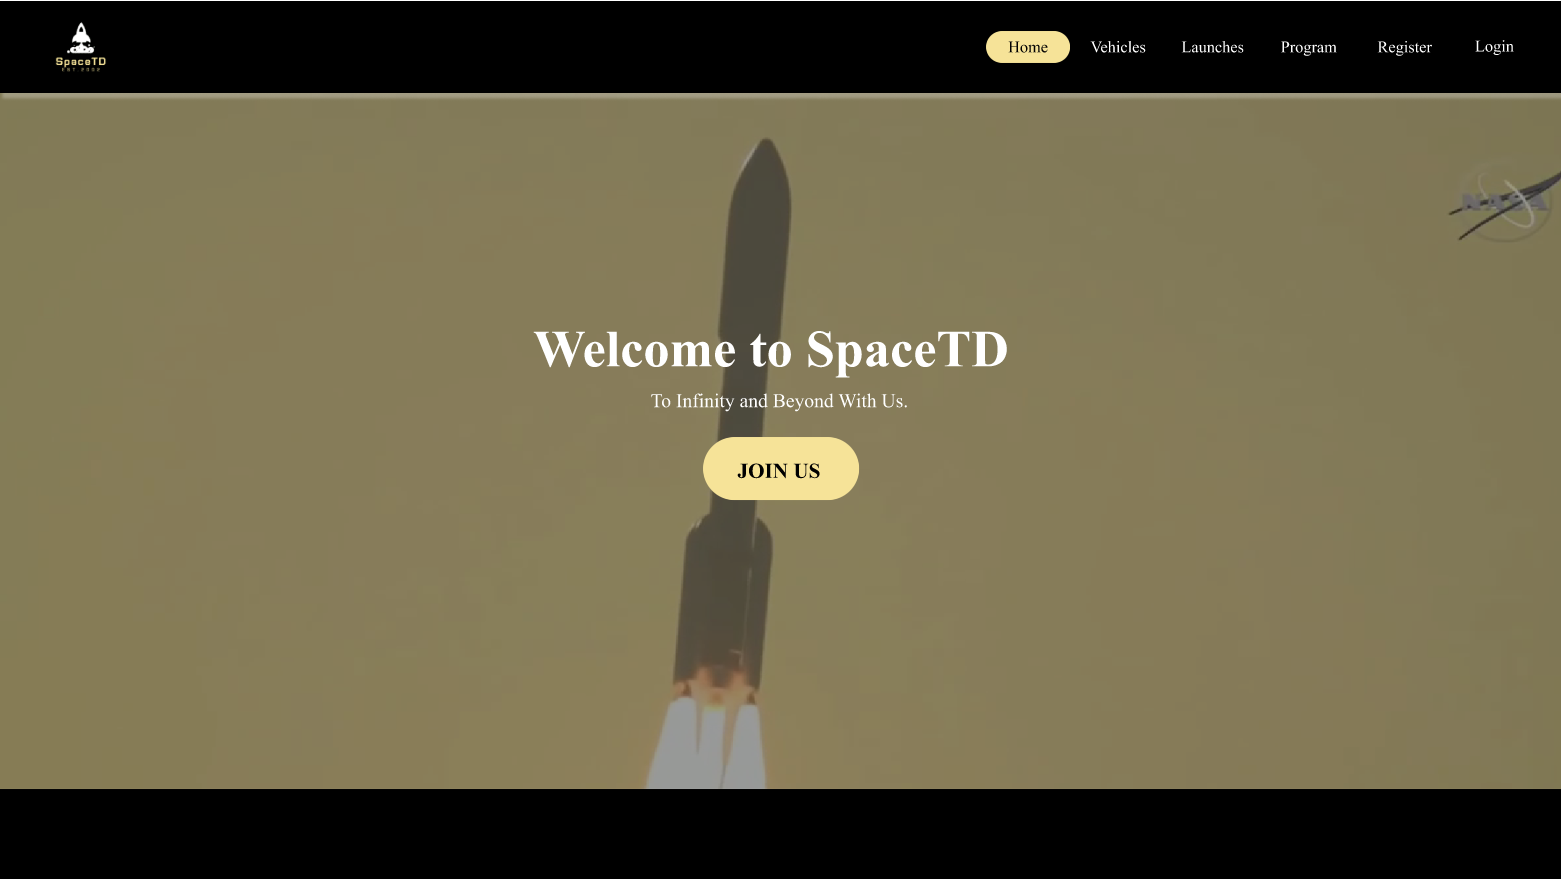 SpaceTD
EST 2002
Home
Vehicles
Launches
Program
Register
Login
NASA
Welcome to SpaceTD
To Infinity and Beyond With Us.
JOIN US